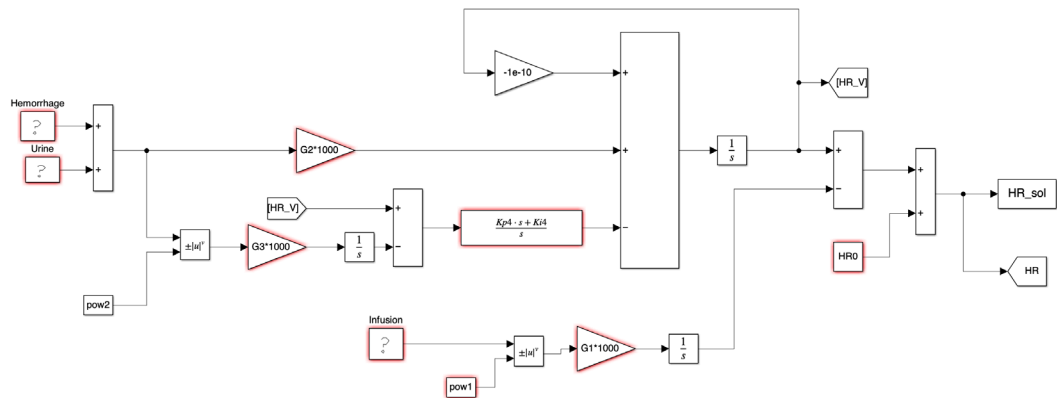 -1e-10
[HR_V]
Hemorrhage
?
+
Urine
?
+
G2*1000
+
+
−
1
s
+
−
+
+
HR_sol
[HR_V]
+
−
Kp4 · s + Ki4
s
±|u|ᵛ
G3*1000
1
s
HR0
HR
pow2
Infusion
?
±|u|ᵛ
G1*1000
1
s
pow1